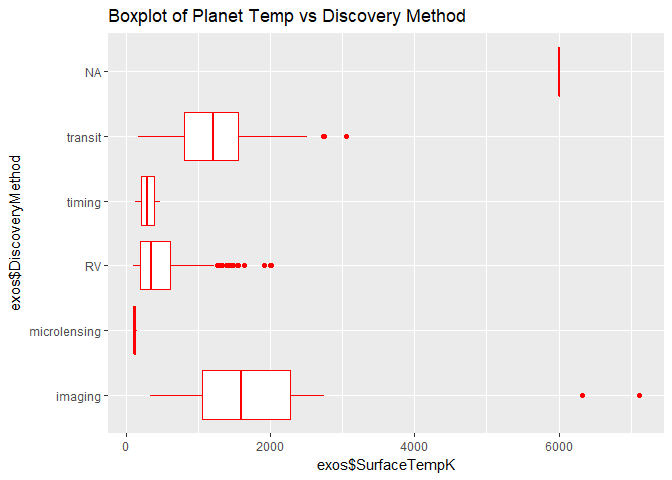 Boxplot of Planet Temp vs Discovery Method
exos$DiscoveryMethod
NA
transit
timing
RV
microlensing
imaging
0 2000 4000 6000
exos$SurfaceTempK